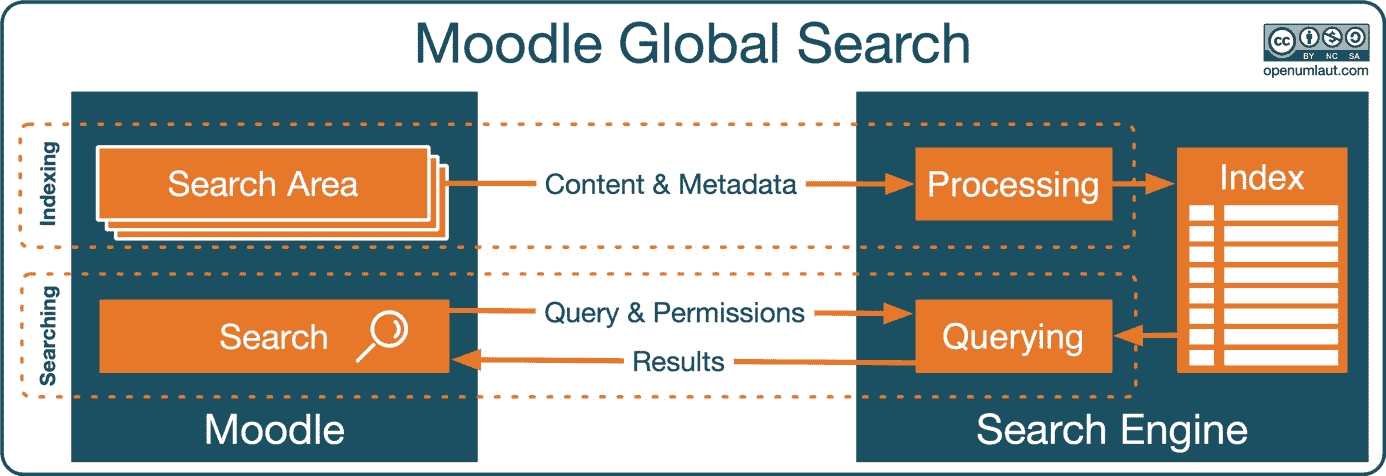 Moodle Global Search
cc
BY NC SA
openumlaut.com
Indexing
Search Area
Content & Metadata
Processing
Index
Searching
Search
Query & Permissions
Results
Querying
Moodle
Search Engine